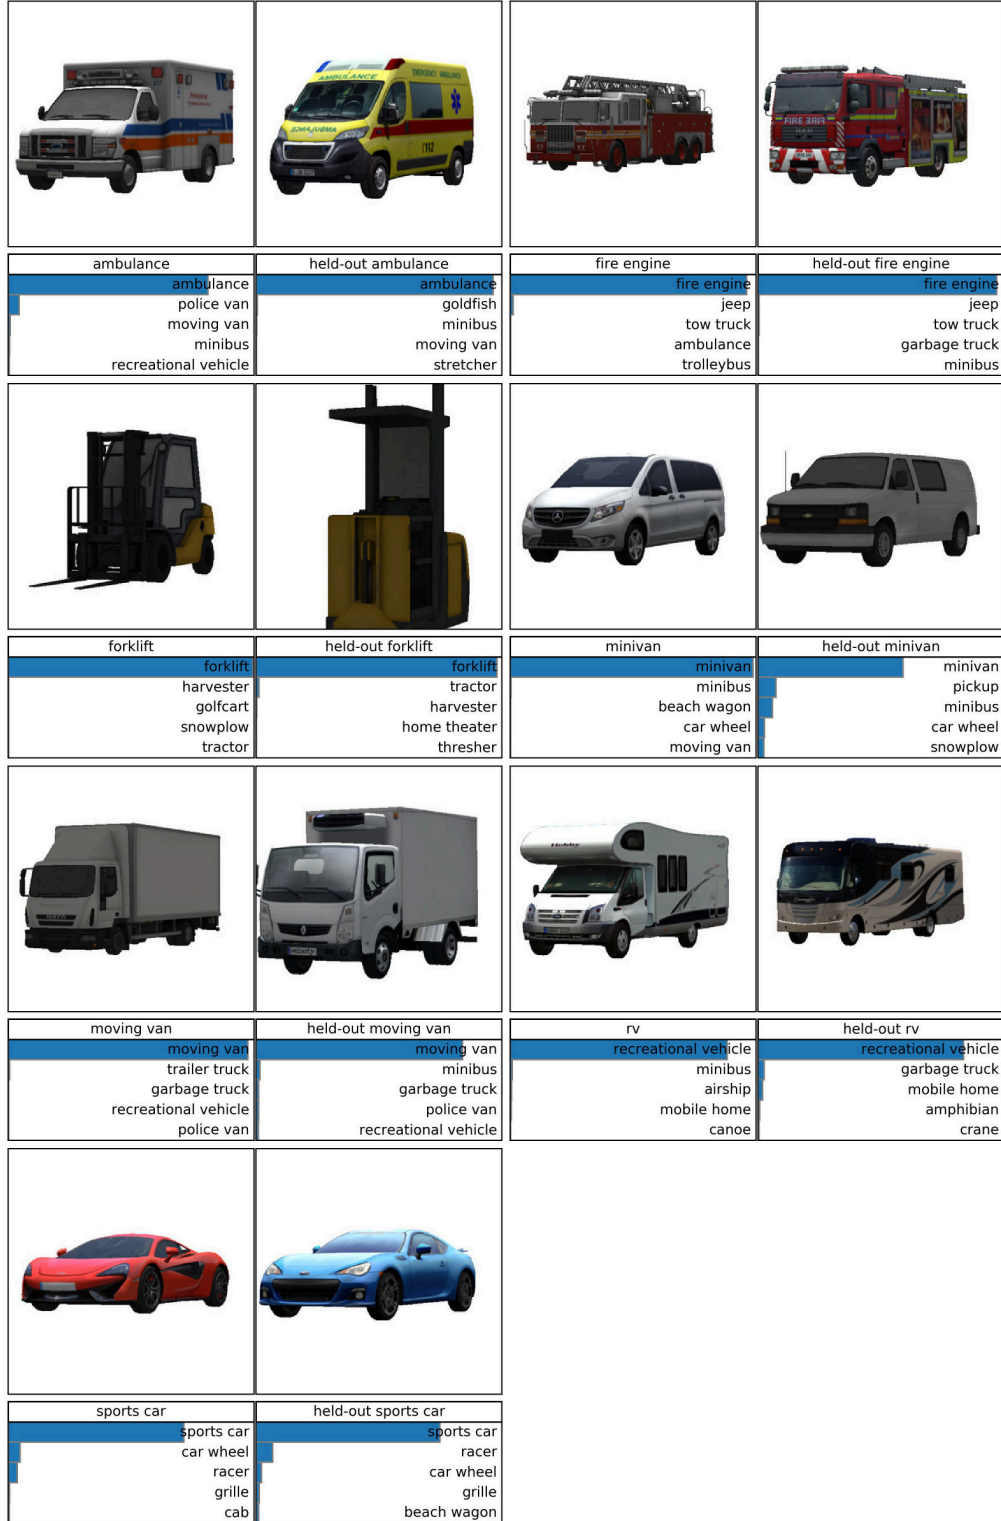 AMBULANCE
EMERGENCY AMBULANCE
112
FIRE
MAN
ambulance
ambulance
police van
moving van
minibus
recreational vehicle
held-out ambulance
ambulance
goldfish
minibus
moving van
stretcher
fire engine
fire engine
jeep
tow truck
ambulance
trolleybus
held-out fire engine
fire engine
jeep
tow truck
garbage truck
minibus
forklift
forklift
harvester
golfcart
snowplow
tractor
held-out forklift
forklift
tractor
harvester
home theater
thresher
minivan
minivan
minibus
beach wagon
car wheel
moving van
held-out minivan
minivan
pickup
minibus
car wheel
snowplow
IVECO
Hobby
moving van
moving van
trailer truck
garbage truck
recreational vehicle
police van
held-out moving van
moving van
minibus
garbage truck
police van
recreational vehicle
rv
recreational vehicle
minibus
airship
mobile home
canoe
held-out rv
recreational vehicle
garbage truck
mobile home
amphibian
crane
sports car
sports car
car wheel
racer
grille
cab
held-out sports car
sports car
racer
car wheel
grille
beach wagon